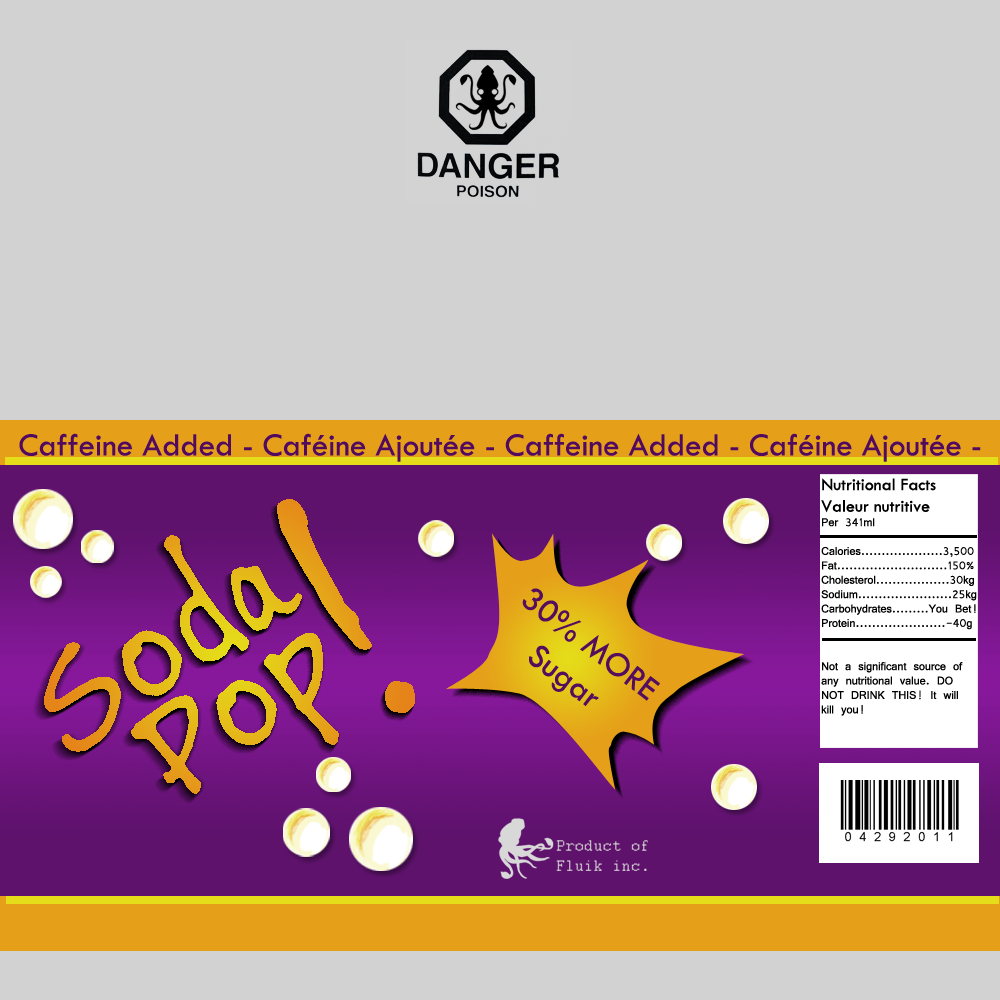 DANGER
POISON
Caffeine Added - Caféine Ajoutée - Caffeine Added - Caféine Ajoutée -
Soda
Pop!
30% MORE
Sugar
Product of
Fluik inc.
Nutritional Facts
Valeur nutritive
Per 341ml
Calories...................3,500
Fat..........................150%
Cholesterol.................30kg
Sodium......................25kg
Carbohydrates.........You Bet!
Protein.....................-40g
Not a significant source of
any nutritional value. DO
NOT DRINK THIS! It will
kill you!
04292011